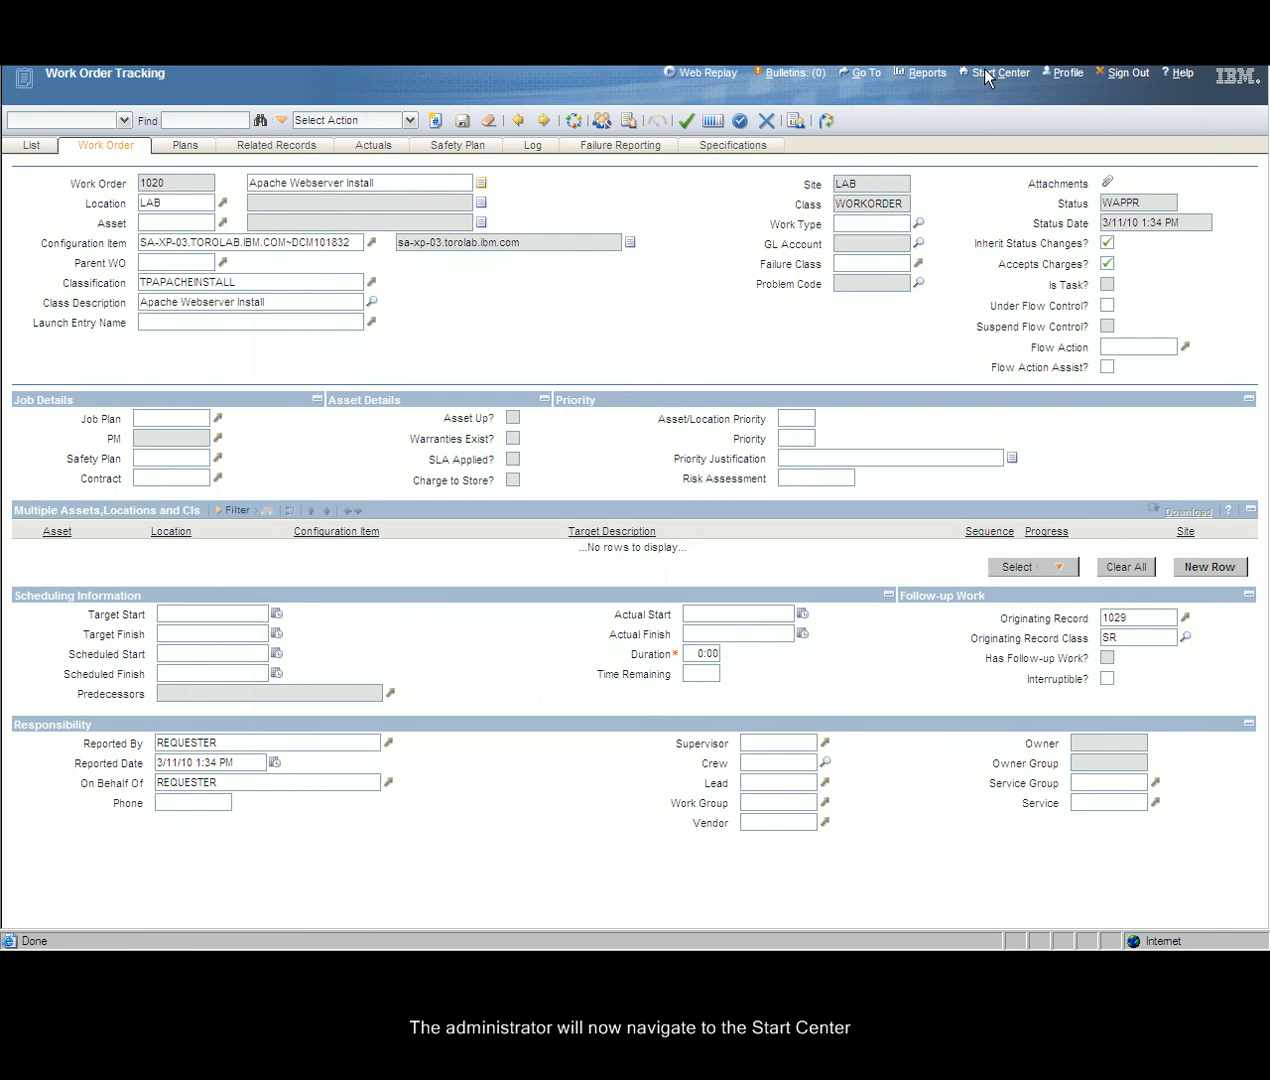 Work Order Tracking
Web Replay Bulletins: (0) Go To Reports Start Center Profile Sign Out ? Help IBM.
Find Select Action
List Work Order Plans Related Records Actuals Safety Plan Log Failure Reporting Specifications
Work Order 1020 Apache Webserver Install Site LAB Attachments
Location LAB Class WORKORDER Status WAPPR
Asset Work Type Status Date 3/11/10 1:34 PM
Configuration Item SA-XP-03.TOROLAB.IBM.COM~DCM101832 sa-xp-03.torolab.ibm.com GL Account Inherit Status Changes?
Parent WO Failure Class Accepts Charges?
Classification TPAPACHEINSTALL Problem Code Is Task?
Class Description Apache Webserver Install Under Flow Control?
Launch Entry Name Suspend Flow Control?
Flow Action
Flow Action Assist?
Job Details Asset Details Priority
Job Plan Asset Up? Asset/Location Priority
PM Warranties Exist? Priority
Safety Plan SLA Applied? Priority Justification
Contract Charge to Store? Risk Assessment
Multiple Assets,Locations and CIs Filter Download ?
Asset Location Configuration Item Target Description Sequence Progress Site
...No rows to display...
Select Clear All New Row
Scheduling Information Follow-up Work
Target Start Actual Start Originating Record 1029
Target Finish Actual Finish Originating Record Class SR
Scheduled Start Duration* 0:00 Has Follow-up Work?
Scheduled Finish Time Remaining Interruptible?
Predecessors
Responsibility
Reported By REQUESTER Supervisor Owner
Reported Date 3/11/10 1:34 PM Crew Owner Group
On Behalf Of REQUESTER Lead Service Group
Phone Work Group Service
Vendor
Done Internet
The administrator will now navigate to the Start Center